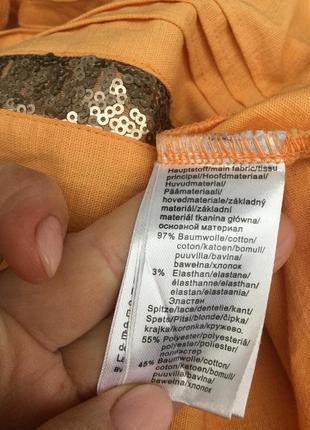 Hauptstoff/main fabric/tissu
principal/Hoofdmateriaal/
Huvudmaterial/
Päämateriaali/
hovedmateriale/základný
materiál/základní
materiál tkanina główna/
основной материал
97% Baumwolle/cotton/
coton/katoen/bomull/
puuvilla/bavlna/
bawełna/хлопок
3% Elasthan/elastane/
élasthanne/elasthan/
elastan/elastaania/
Эластан
Spitze/lace/dentelle/kant/
Spets/Pitsi/blonde/čipka/
krajka/koronka/кружево.
55% Polyester/polyesteriä/
polyester/poliester/
полиэстер
45% Baumwolle/cotton/
coton/katoen/bomull/
puuvilla/bavlna/
bawełna/хлопок